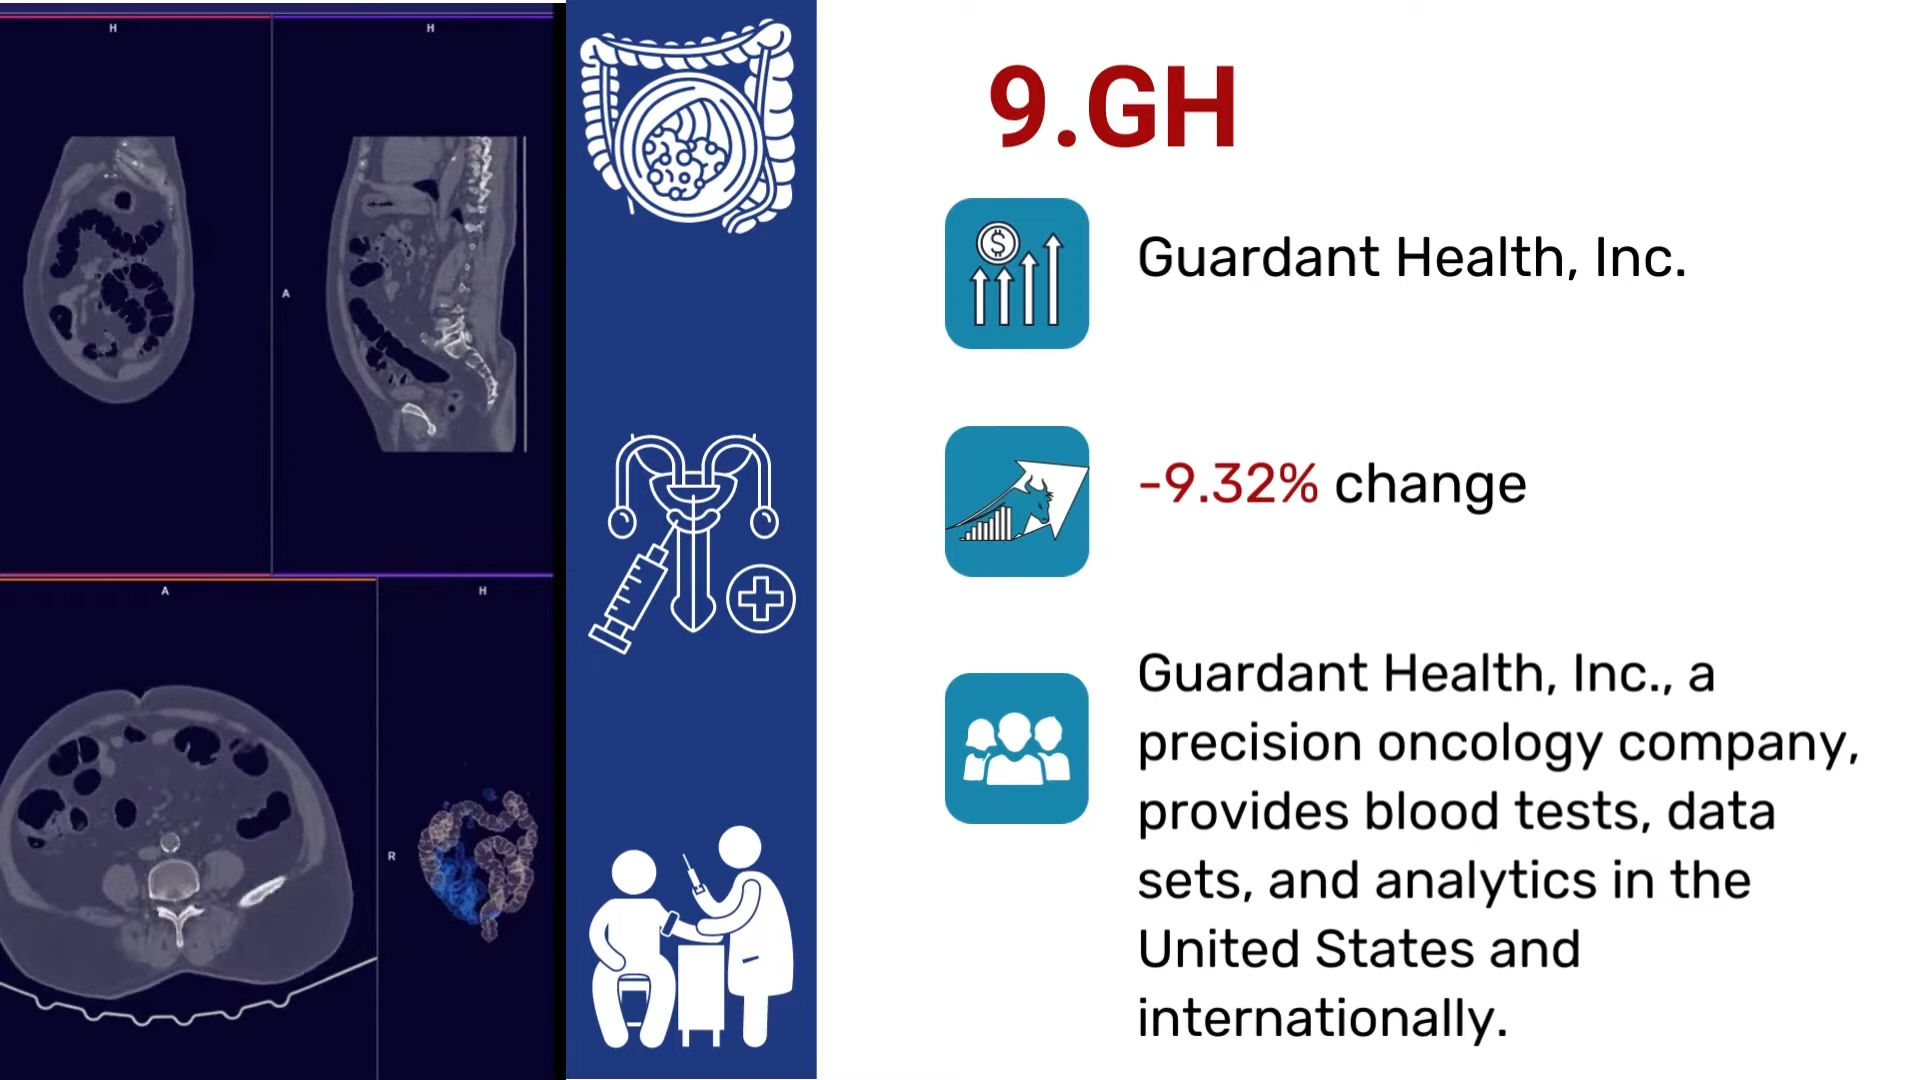 H
H
A
A
H
R
9.GH
$
Guardant Health, Inc.
-9.32% change
Guardant Health, Inc., a
precision oncology company,
provides blood tests, data
sets, and analytics in the
United States and
internationally.